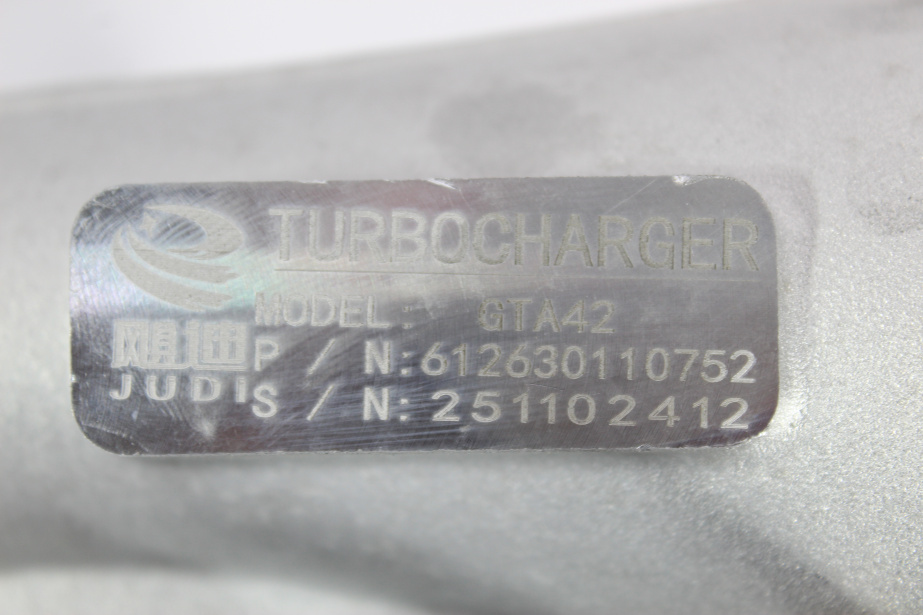 TURBOCHARGER
MODEL: GTA42
P / N:612630110752
JUDI
S / N: 251102412